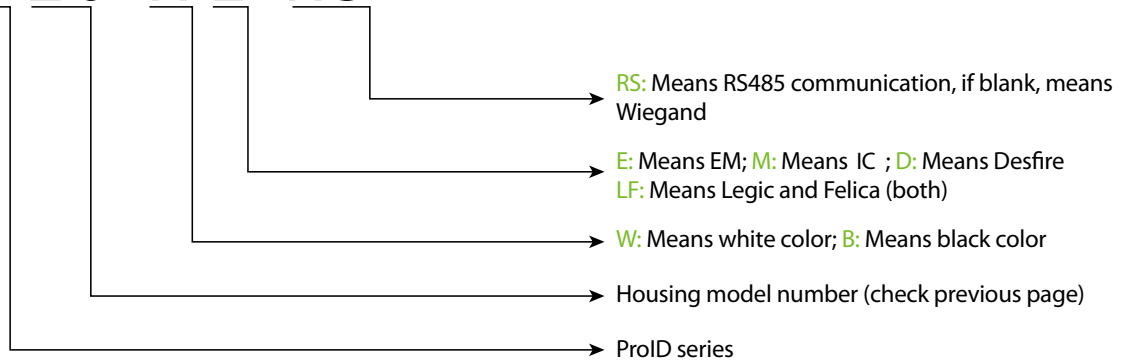 RS: Means RS485 communication, if blank, means
Wiegand
E: Means EM; M: Means IC ; D: Means Desfire
LF: Means Legic and Felica (both)
W: Means white color; B: Means black color
Housing model number (check previous page)
ProID series